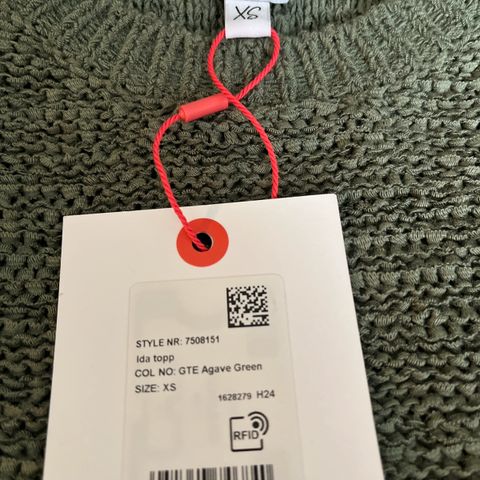 XS
STYLE NR: 7508151
Ida topp
COL NO: GTE Agave Green
SIZE: XS
1628279 H24
RFID